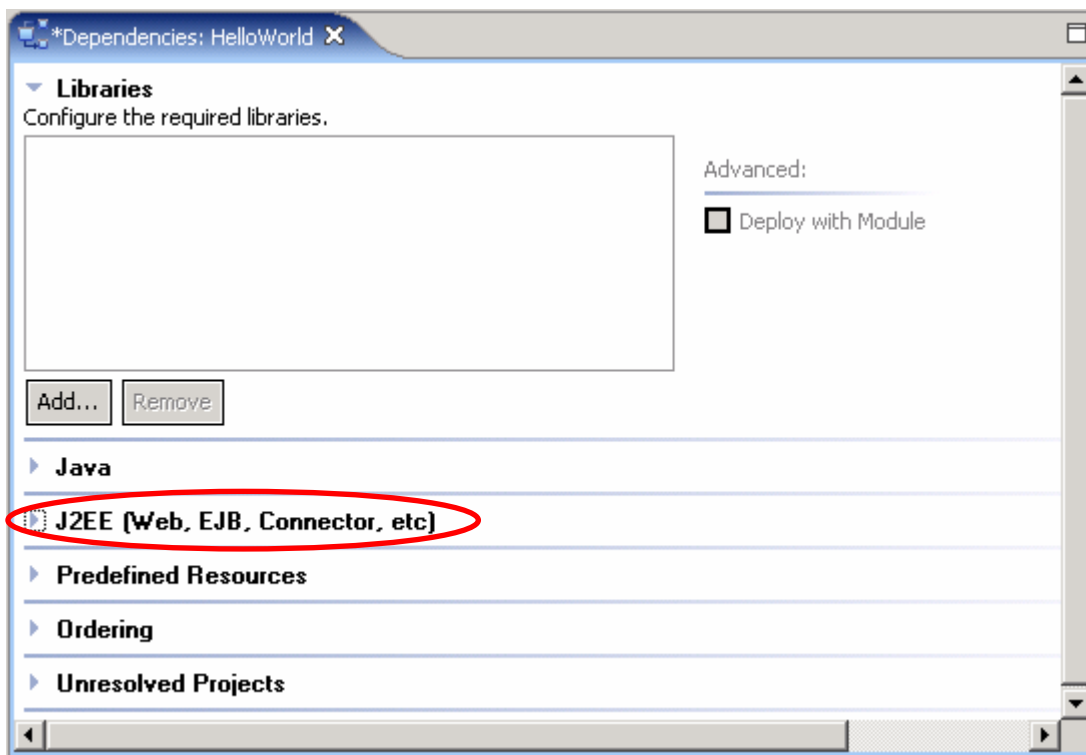 *Dependencies: HelloWorld
Libraries
Configure the required libraries.
Advanced:
Deploy with Module
Add... Remove
Java
J2EE (Web, EJB, Connector, etc)
Predefined Resources
Ordering
Unresolved Projects